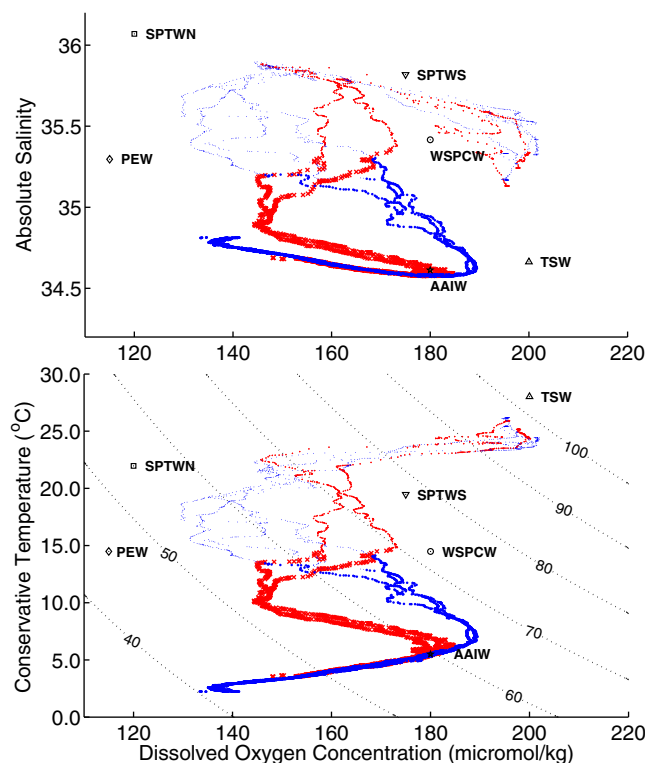 36
SPTWN
SPTWS
35.5
PEW
WSPCW
Absolute Salinity
35
TSW
34.5
AAIW
120 140 160 180 200 220
30.0
TSW
25.0
100
SPTWN
20.0
SPTWS
90
Conservative Temperature (°C)
15.0
PEW
50
WSPCW
80
10.0
70
40
5.0
AAIW
60
0.0
120 140 160 180 200 220
Dissolved Oxygen Concentration (micromol/kg)